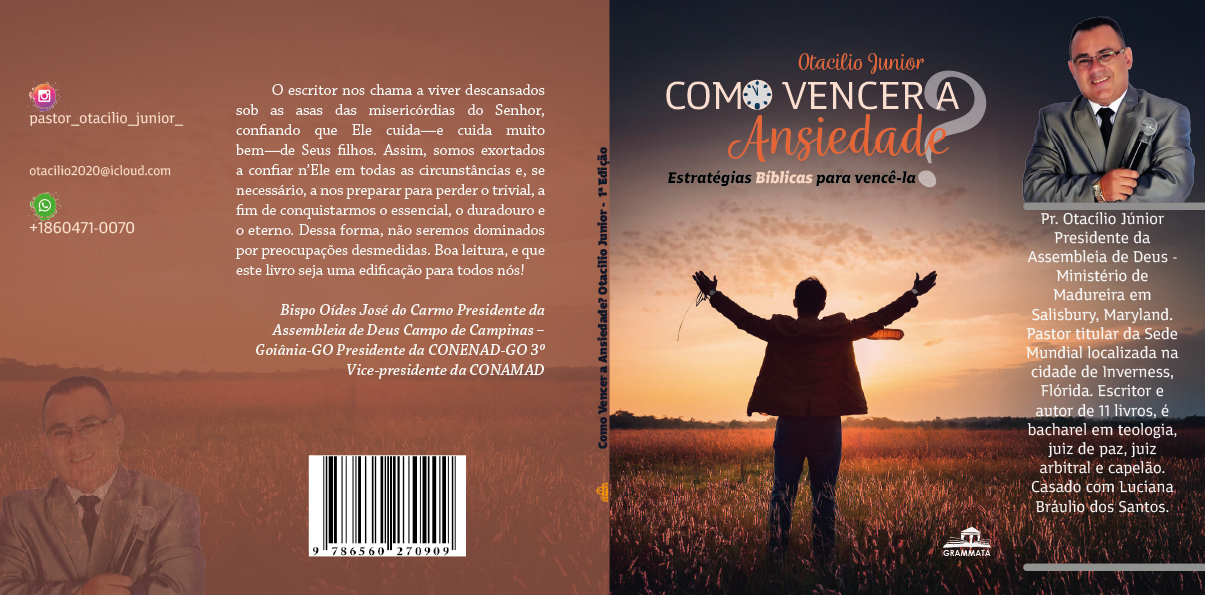 pastor_otacilio_junior_
otacilio2020@icloud.com
+1860471-0070
O escritor nos chama a viver descansados
sob as asas das misericórdias do Senhor,
confiando que Ele cuida—e cuida muito
bem—de Seus filhos. Assim, somos exortados
a confiar n’Ele em todas as circunstâncias e, se
necessário, a nos preparar para perder o trivial, a
fim de conquistarmos o essencial, o duradouro e
o eterno. Dessa forma, não seremos dominados
por preocupações desmedidas. Boa leitura, e que
este livro seja uma edificação para todos nós!
Bispo Oídes José do Carmo Presidente da
Assembleia de Deus Campo de Campinas –
Goiânia-GO Presidente da CONENAD-GO 3º
Vice-presidente da CONAMAD
9 786560 270909
Como Vencer a Ansiedade? Otacilio Junior - 1ª Edição
Otacilio Junior
COMO VENCER A
Ansiedade?
Estratégias Bíblicas para vencê-la
GRAMMATA
Pr. Otacílio Júnior
Presidente da
Assembleia de Deus -
Ministério de
Madureira em
Salisbury, Maryland.
Pastor titular da Sede
Mundial localizada na
cidade de Inverness,
Flórida. Escritor e
autor de 11 livros, é
bacharel em teologia,
juiz de paz, juiz
arbitral e capelão.
Casado com Luciana
Bráulio dos Santos.